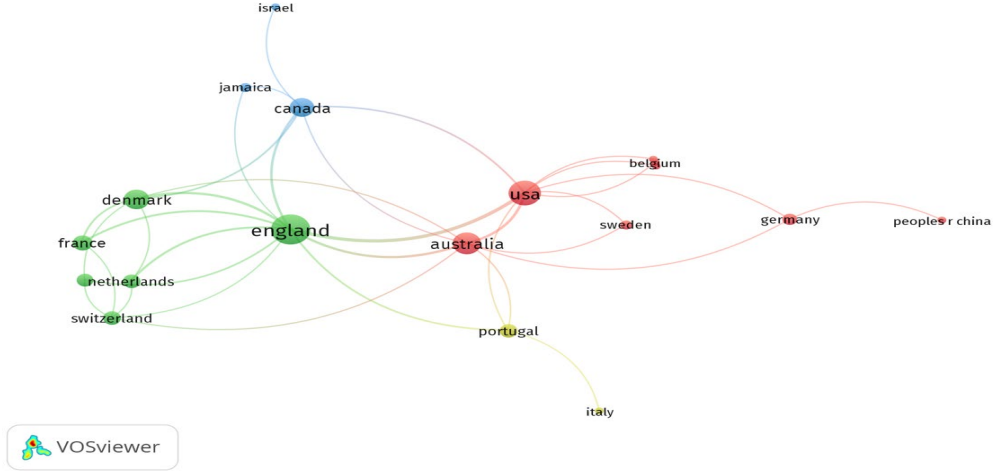 israel
jamaica
canada
belgium
usa
denmark
england
sweden
germany
peoples r china
france
australia
netherlands
switzerland
portugal
italy
VOSviewer